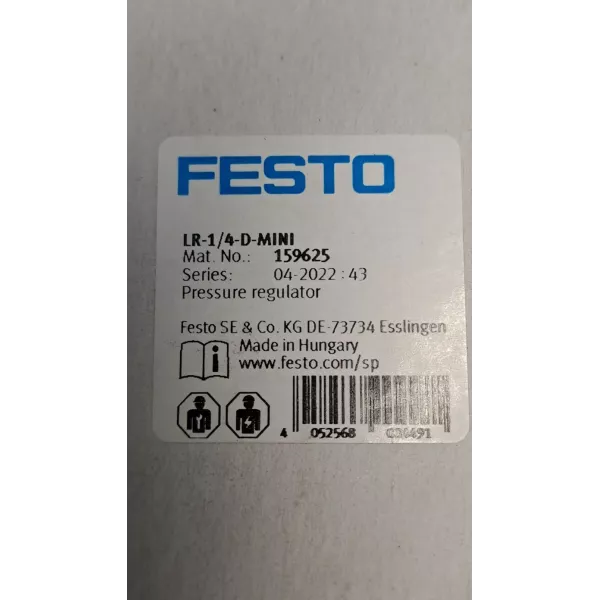 FESTO
LR-1/4-D-MINI
Mat. No.: 159625
Series: 04-2022 : 43
Pressure regulator
Festo SE & Co. KG DE-73734 Esslingen
Made in Hungary
www.festo.com/sp
4 052568